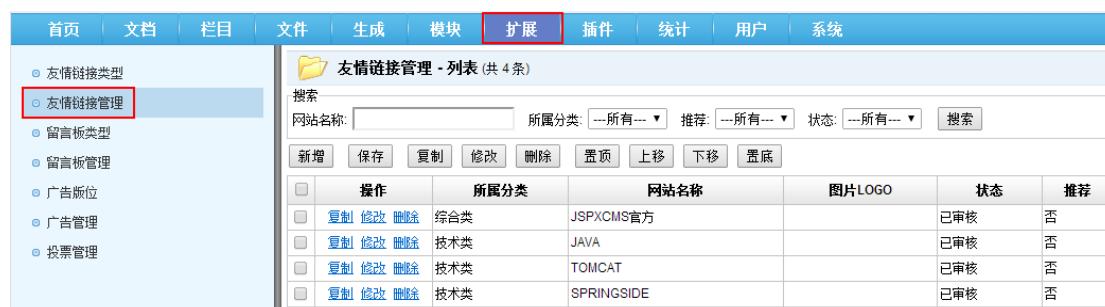 首页 文档 栏目 文件 生成 模块 扩展 插件 统计 用户 系统
友情链接类型
友情链接管理
留言板类型
留言板管理
广告版位
广告管理
投票管理
友情链接管理 - 列表 (共 4 条)
搜索
网站名称: 所属分类: ---所有--- 推荐: ---所有--- 状态: ---所有--- 搜索
新增 保存 复制 修改 删除 置顶 上移 下移 置底
操作 所属分类 网站名称 图片LOGO 状态 推荐
复制 修改 删除 综合类 JSPXCMS官方 已审核 否
复制 修改 删除 技术类 JAVA 已审核 否
复制 修改 删除 技术类 TOMCAT 已审核 否
复制 修改 删除 技术类 SPRINGSIDE 已审核 否